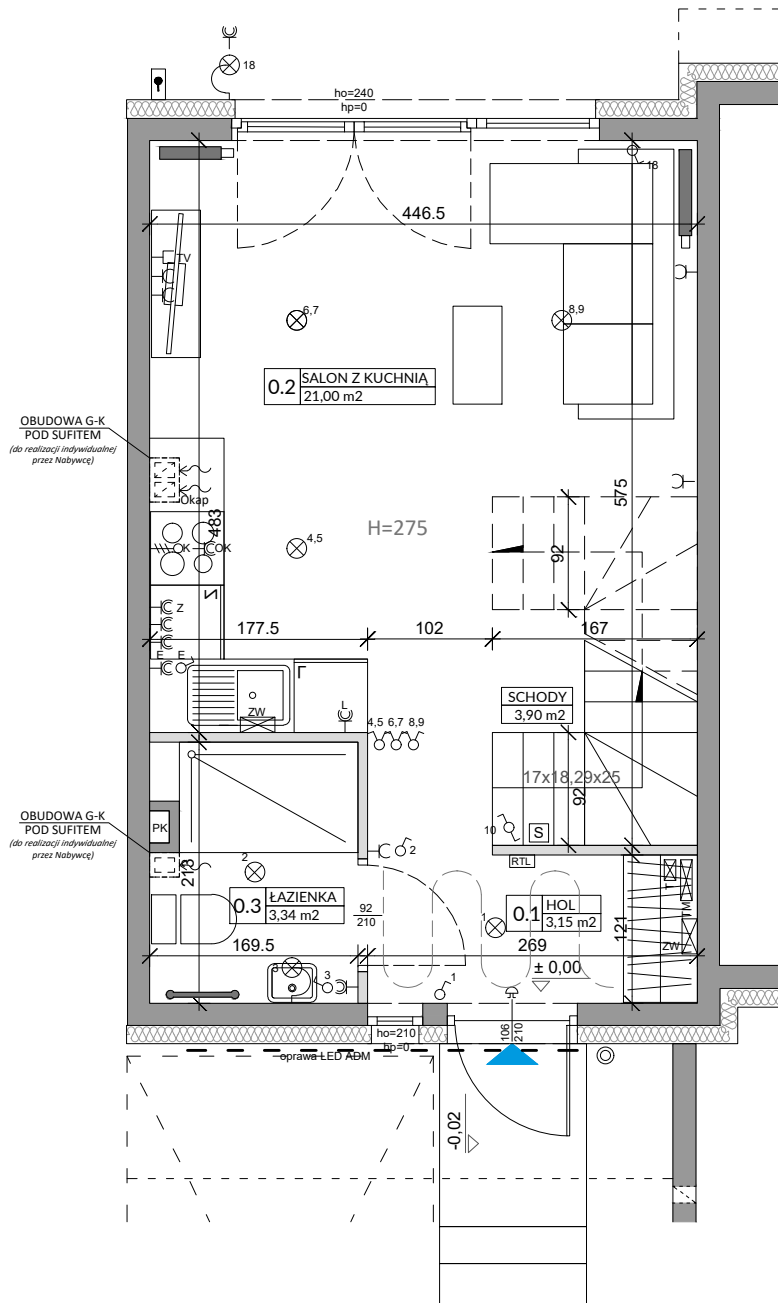 18
ho=240
hp=0
18
446.5
TV
6,7
8,9
0.2
SALON Z KUCHNIĄ
21,00 m2
OBUDOWA G-K
POD SUFITEM
(do realizacji indywidualnej
przez Nabywcę)
Okap
483
575
H=275
4,5
K
OK
92
Z
Z
177.5
102
167
E
E
L
SCHODY
3,90 m2
ZW
L
4,5
6,7
8,9
17x18,29x25
92
10
S
OBUDOWA G-K
POD SUFITEM
(do realizacji indywidualnej
przez Nabywcę)
PK
2
RTL
2
218
T
0.3
ŁAZIENKA
3,34 m2
92
210
0.1
HOL
3,15 m2
1
121
TM
ZW
169.5
269
± 0,00
3
3
1
ho=210
hp=0
106
210
oprawa LED ADM
-0,02